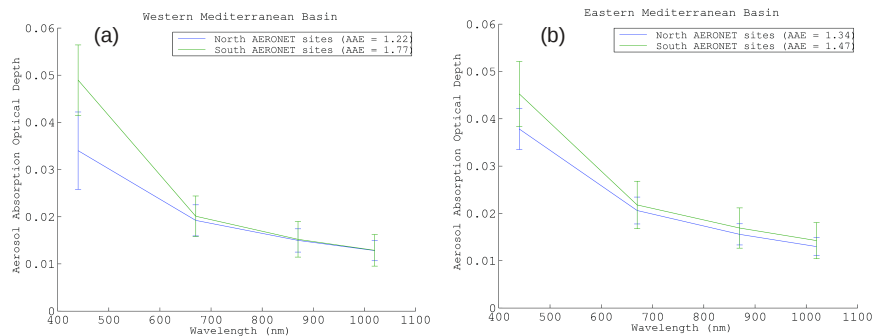 Western Mediterranean Basin
(a)
North AERONET sites (AAE = 1.22)
South AERONET sites (AAE = 1.77)
Aerosol Absorption Optical Depth
0.06
0.05
0.04
0.03
0.02
0.01
0
400 500 600 700 800 900 1000 1100
Wavelength (nm)
Eastern Mediterranean Basin
(b)
North AERONET sites (AAE = 1.34)
South AERONET sites (AAE = 1.47)
Aerosol Absorption Optical Depth
0.06
0.05
0.04
0.03
0.02
0.01
0
400 500 600 700 800 900 1000 1100
Wavelength (nm)